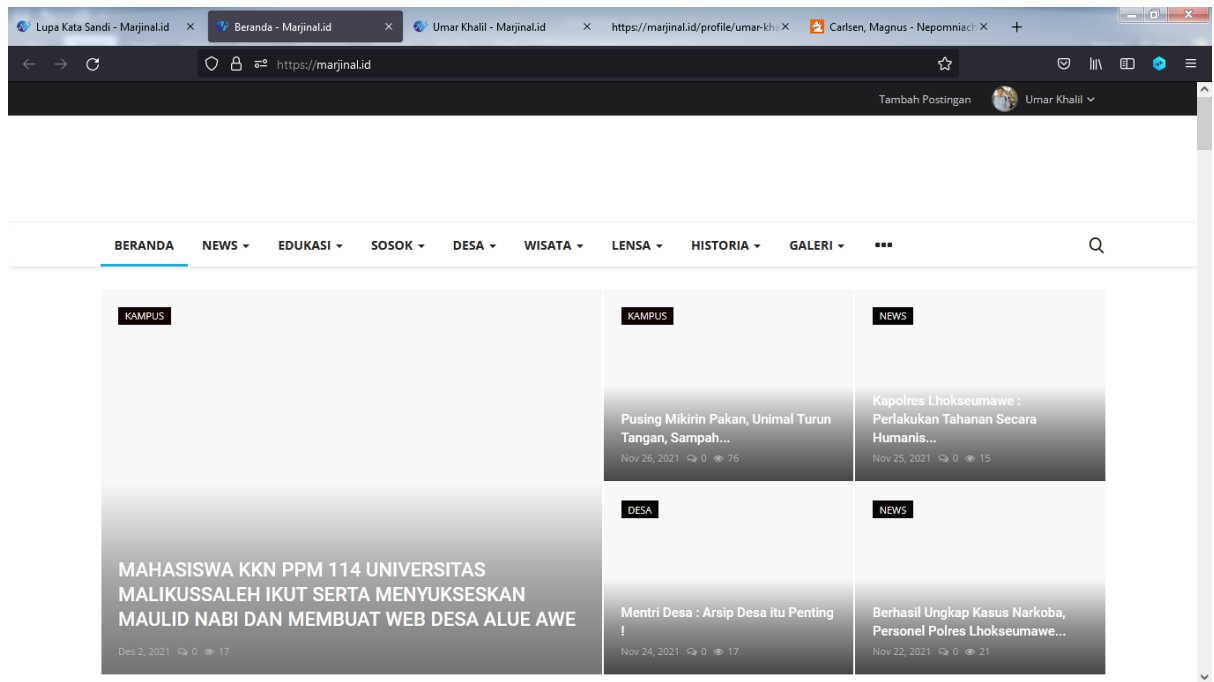 Lupa Kata Sandi - Marjinal.id
Beranda - Marjinal.id
Umar Khalil - Marjinal.id
https://marjinal.id/profile/umar-kha
Carlsen, Magnus - Nepomniach
https://marjinal.id
Tambah Postingan
Umar Khalil
BERANDA
NEWS
EDUKASI
SOSOK
DESA
WISATA
LENSA
HISTORIA
GALERI
KAMPUS
MAHASISWA KKN PPM 114 UNIVERSITAS
MALIKUSSALEH IKUT SERTA MENYUKSESKAN
MAULID NABI DAN MEMBUAT WEB DESA ALUE AWE
Des 2, 2021 0 17
KAMPUS
Pusing Mikirin Pakan, Unimal Turun
Tangan, Sampah...
Nov 26, 2021 0 76
NEWS
Kapolres Lhokseumawe :
Perlakukan Tahanan Secara
Humanis...
Nov 25, 2021 0 15
DESA
Mentri Desa : Arsip Desa itu Penting
!
Nov 24, 2021 0 17
NEWS
Berhasil Ungkap Kasus Narkoba,
Personel Polres Lhokseumawe...
Nov 22, 2021 0 21